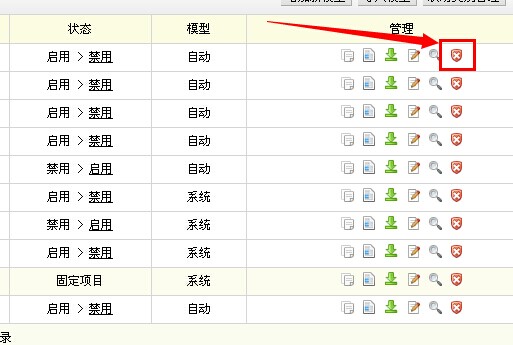 状态 模型 管理
启用 > 禁用 自动
启用 > 禁用 自动
启用 > 禁用 自动
启用 > 禁用 自动
禁用 > 启用 自动
启用 > 禁用 系统
禁用 > 启用 系统
启用 > 禁用 系统
固定项目 系统
启用 > 禁用 自动
录